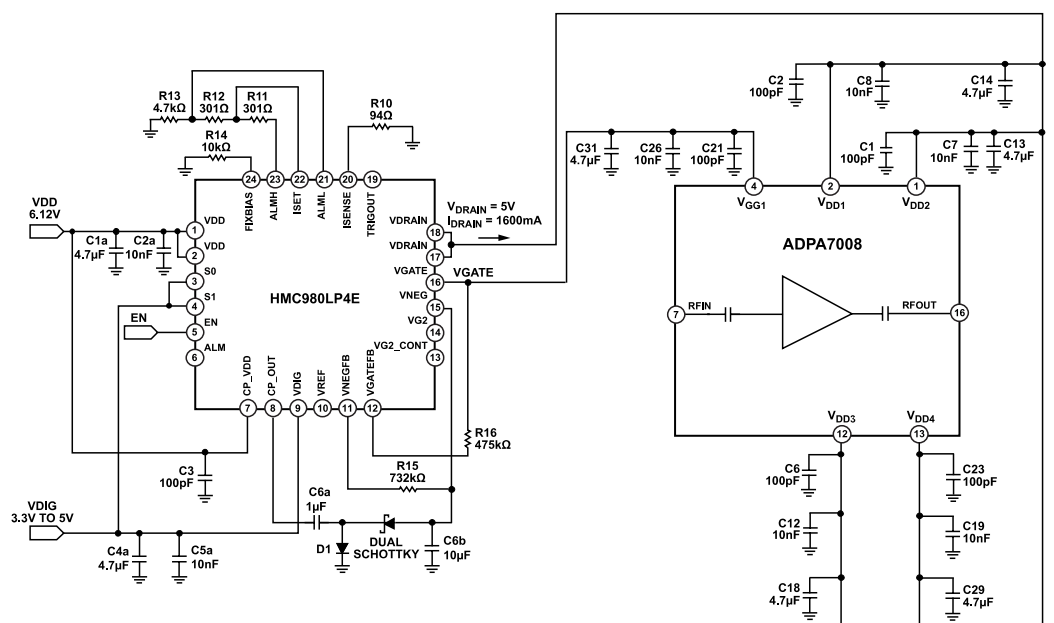 R13
4.7kΩ
R12
301Ω
R11
301Ω
R10
94Ω
R14
10kΩ
24
23
22
21
20
19
FIXBIAS
ALMH
ISET
ALML
ISENSE
TRIGOUT
VDD
6.12V
C1a
4.7µF
C2a
10nF
1
VDD
2
VDD
3
S0
4
S1
5
EN
6
ALM
EN
HMC980LP4E
VDRAIN
18
VDRAIN
17
VGATE
16
VNEG
15
VG2
14
VG2_CONT
13
VDRAIN = 5V
IDRAIN = 1600mA
VGATE
CP_VDD
CP_OUT
VDIG
VREF
VNEGFB
VGATEFB
7
8
9
10
11
12
R16
475kΩ
R15
732kΩ
C3
100pF
C6a
1µF
VDIG
3.3V TO 5V
C4a
4.7µF
C5a
10nF
D1
DUAL
SCHOTTKY
C6b
10µF
C2
100pF
C8
10nF
C14
4.7µF
C31
4.7µF
C26
10nF
C21
100pF
C1
100pF
C7
10nF
C13
4.7µF
4
2
1
VGG1
VDD1
VDD2
ADPA7008
7
RFIN
RFOUT
16
VDD3
VDD4
12
13
C6
100pF
C23
100pF
C12
10nF
C19
10nF
C18
4.7µF
C29
4.7µF